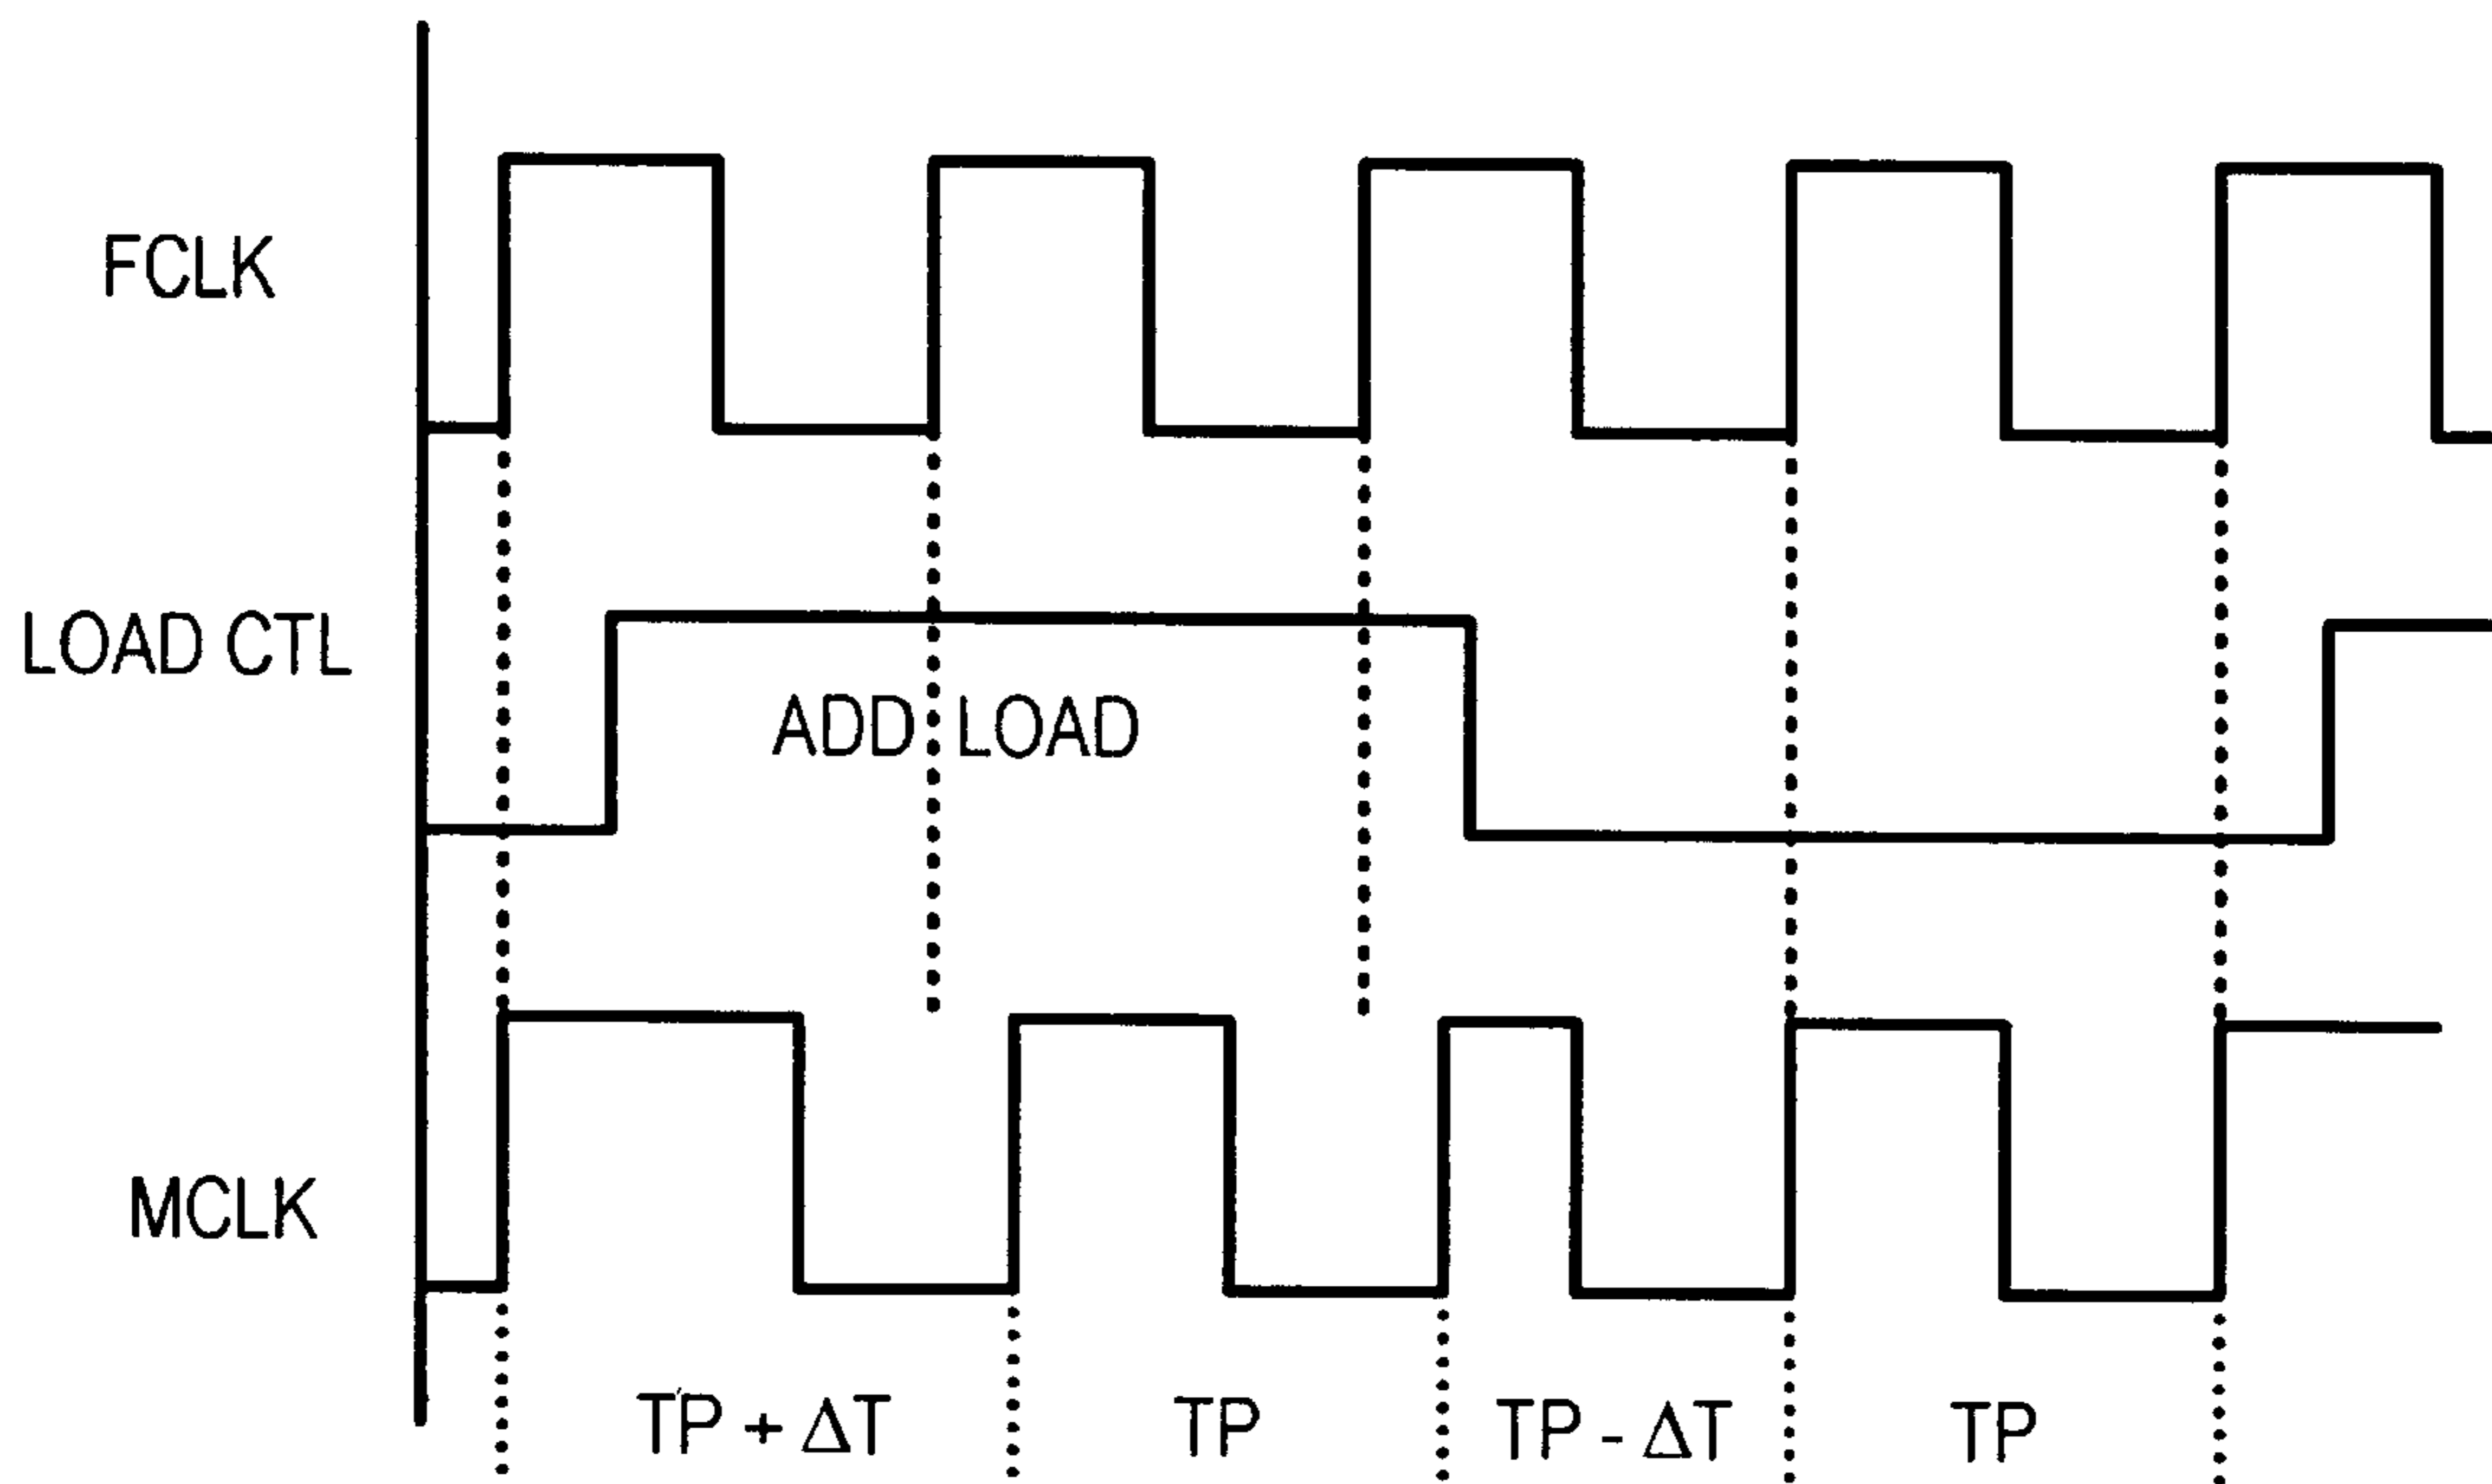 FCLK
LOAD CTL
ADD LOAD
MCLK
TP + ΔT
TP
TP - ΔT
TP